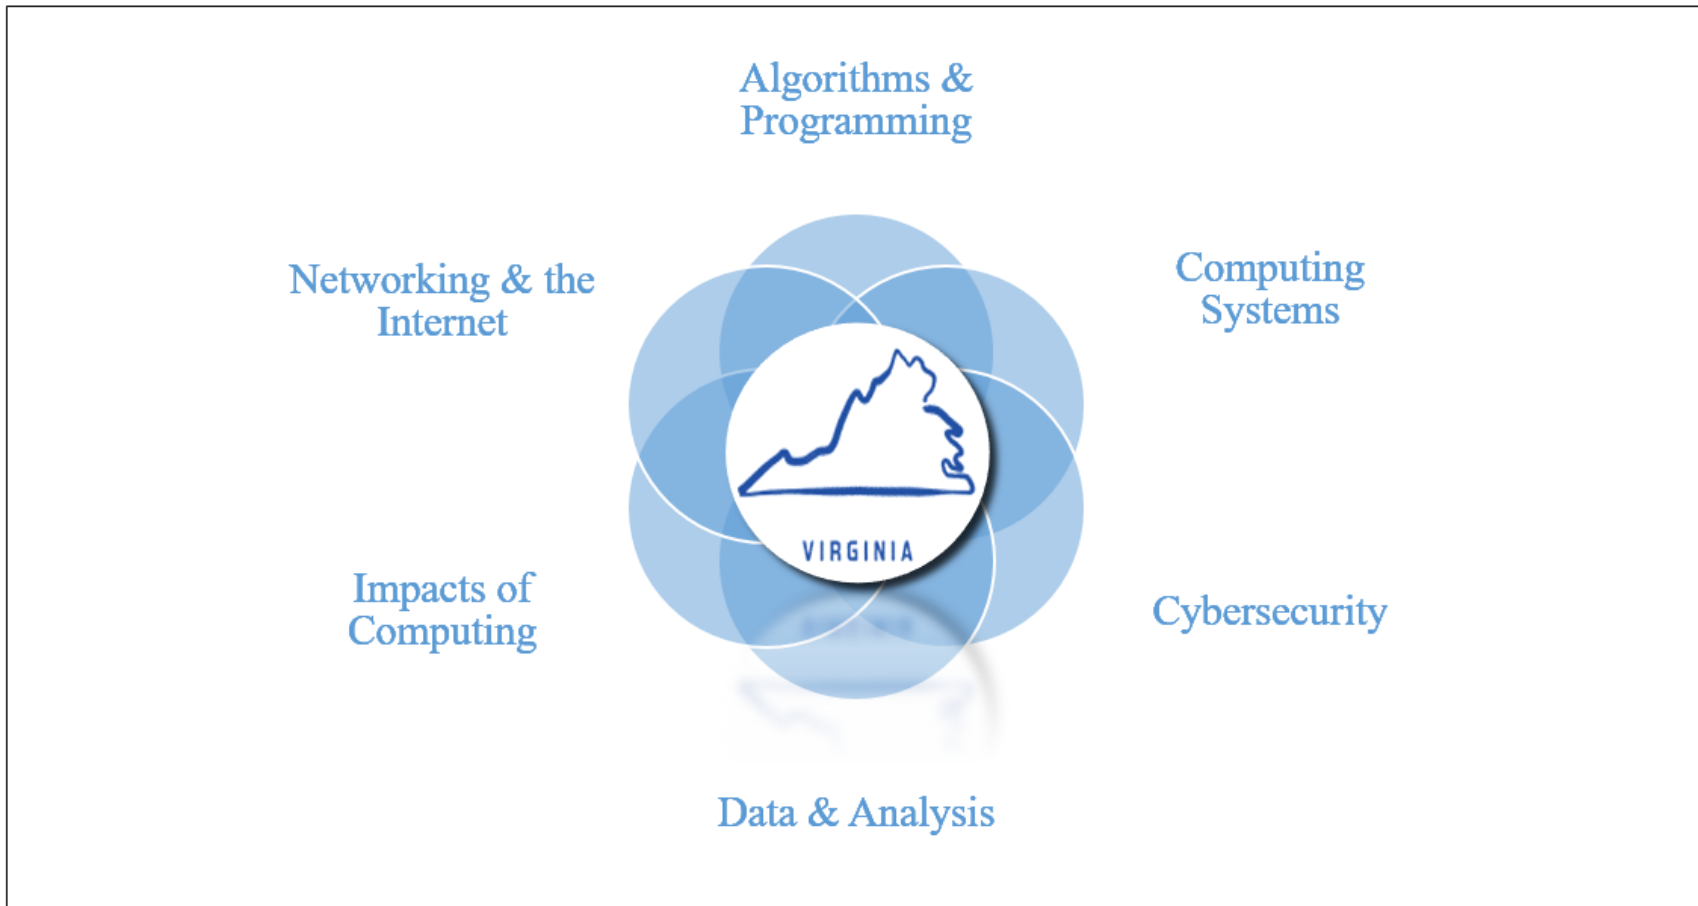 Algorithms &
Programming
Networking & the
Internet
Computing
Systems
VIRGINIA
Impacts of
Computing
Cybersecurity
Data & Analysis